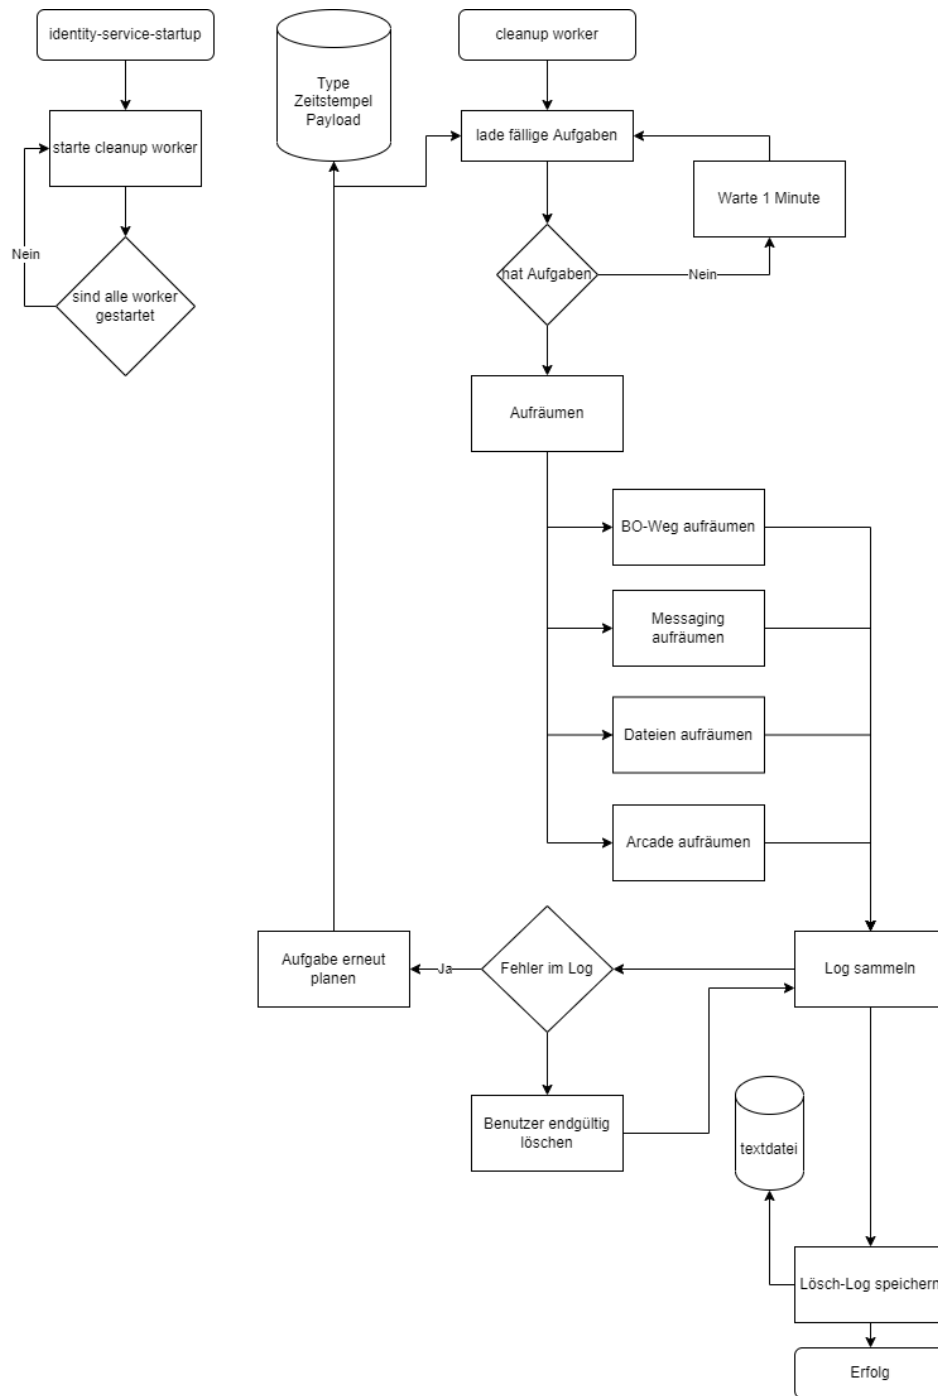 identity-service-startup
starte cleanup worker
Nein
sind alle worker
gestartet
Type
Zeitstempel
Payload
cleanup worker
lade fällige Aufgaben
Warte 1 Minute
hat Aufgaben
Nein
Aufräumen
BO-Weg aufräumen
Messaging
aufräumen
Dateien aufräumen
Arcade aufräumen
Log sammeln
Fehler im Log
Ja
Aufgabe erneut
planen
Benutzer endgültig
löschen
textdatei
Lösch-Log speichern
Erfolg